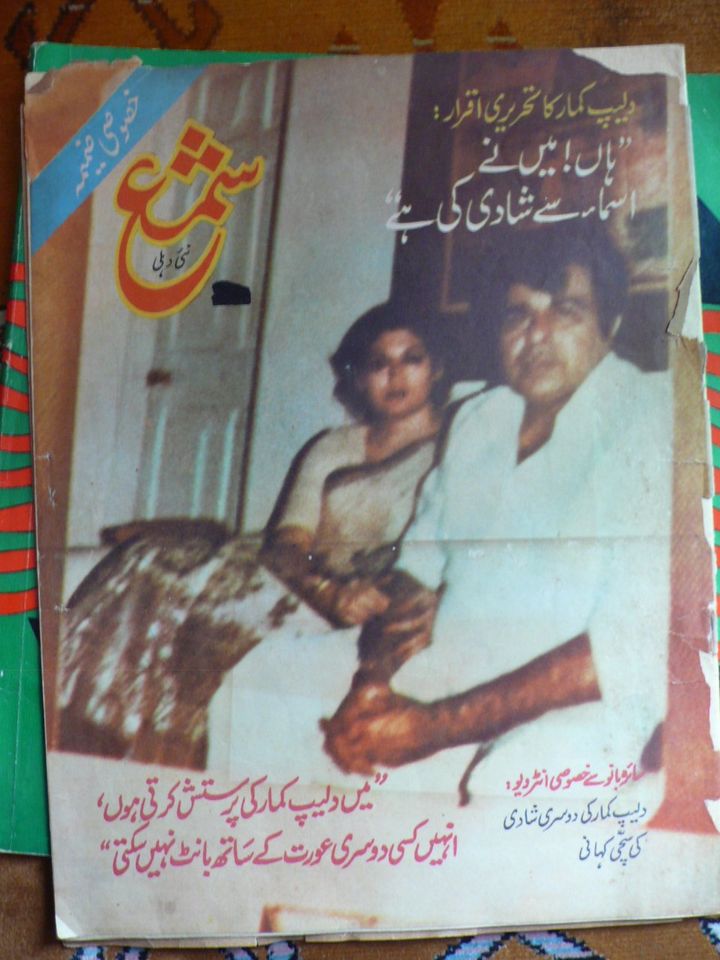 خصوصی ضمیمہ
شمع
نئی دہلی
دلیپ کمار کا تحریری اقرار:
”ہاں! میں نے
اسماء سے شادی کی ہے“
”میں دلیپ کمار کی پرستش کرتی ہوں،
انہیں کسی دوسری عورت کے ساتھ بانٹ نہیں سکتی“
سائرہ بانو سے خصوصی انٹرویو:
دلیپ کمار کی دوسری شادی
کی سچی کہانی